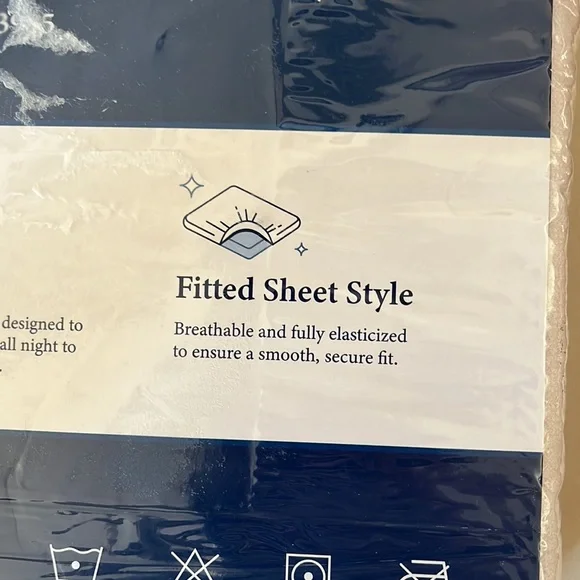 Fitted Sheet Style
designed to
all night to
Breathable and fully elasticized
to ensure a smooth, secure fit.